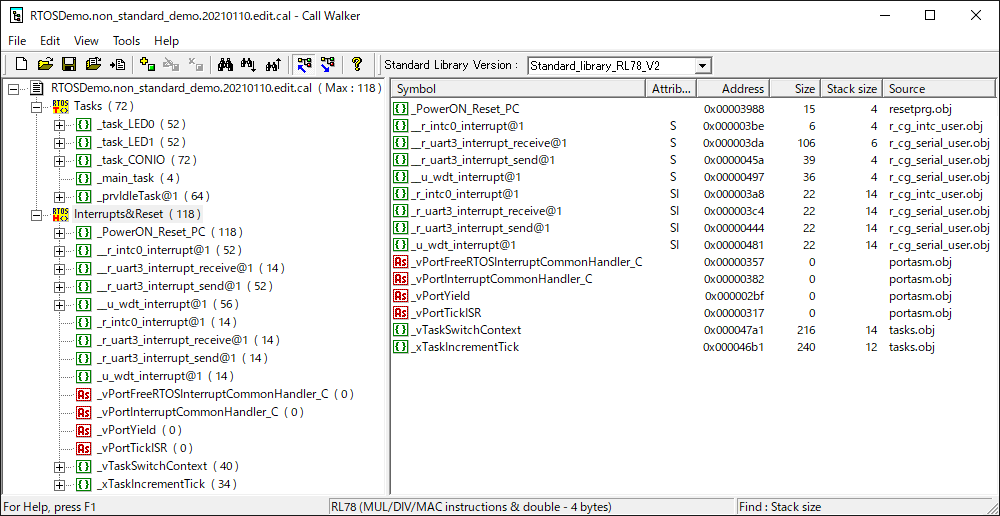 RTOSDemo.non_standard_demo.20210110.edit.cal - Call Walker
File Edit View Tools Help
Standard Library Version : Standard_library_RL78_V2
RTOSDemo.non_standard_demo.20210110.edit.cal ( Max : 118 )
RTOS T<> Tasks ( 72 )
_task_LED0 ( 52 )
_task_LED1 ( 52 )
_task_CONIO ( 72 )
_main_task ( 4 )
_prvIdleTask@1 ( 64 )
RTOS H<> Interrupts&Reset ( 118 )
_PowerON_Reset_PC ( 118 )
__r_intc0_interrupt@1 ( 52 )
__r_uart3_interrupt_receive@1 ( 14 )
__r_uart3_interrupt_send@1 ( 52 )
__u_wdt_interrupt@1 ( 56 )
_r_intc0_interrupt@1 ( 14 )
_r_uart3_interrupt_receive@1 ( 14 )
_r_uart3_interrupt_send@1 ( 14 )
_u_wdt_interrupt@1 ( 14 )
As _vPortFreeRTOSInterruptCommonHandler_C ( 0 )
As _vPortInterruptCommonHandler_C ( 0 )
As _vPortYield ( 0 )
As _vPortTickISR ( 0 )
_vTaskSwitchContext ( 40 )
_xTaskIncrementTick ( 34 )
Symbol Attrib... Address Size Stack size Source
_PowerON_Reset_PC 0x00003988 15 4 resetprg.obj
__r_intc0_interrupt@1 S 0x000003be 6 4 r_cg_intc_user.obj
__r_uart3_interrupt_receive@1 S 0x000003da 106 6 r_cg_serial_user.obj
__r_uart3_interrupt_send@1 S 0x0000045a 39 4 r_cg_serial_user.obj
__u_wdt_interrupt@1 S 0x00000497 36 4 r_cg_serial_user.obj
_r_intc0_interrupt@1 SI 0x000003a8 22 14 r_cg_intc_user.obj
_r_uart3_interrupt_receive@1 SI 0x000003c4 22 14 r_cg_serial_user.obj
_r_uart3_interrupt_send@1 SI 0x00000444 22 14 r_cg_serial_user.obj
_u_wdt_interrupt@1 SI 0x00000481 22 14 r_cg_serial_user.obj
As _vPortFreeRTOSInterruptCommonHandler_C 0x00000357 0 portasm.obj
As _vPortInterruptCommonHandler_C 0x00000382 0 portasm.obj
As _vPortYield 0x000002bf 0 portasm.obj
As _vPortTickISR 0x00000317 0 portasm.obj
_vTaskSwitchContext 0x000047a1 216 14 tasks.obj
_xTaskIncrementTick 0x000046b1 240 12 tasks.obj
For Help, press F1 RL78 (MUL/DIV/MAC instructions & double - 4 bytes) Find : Stack size